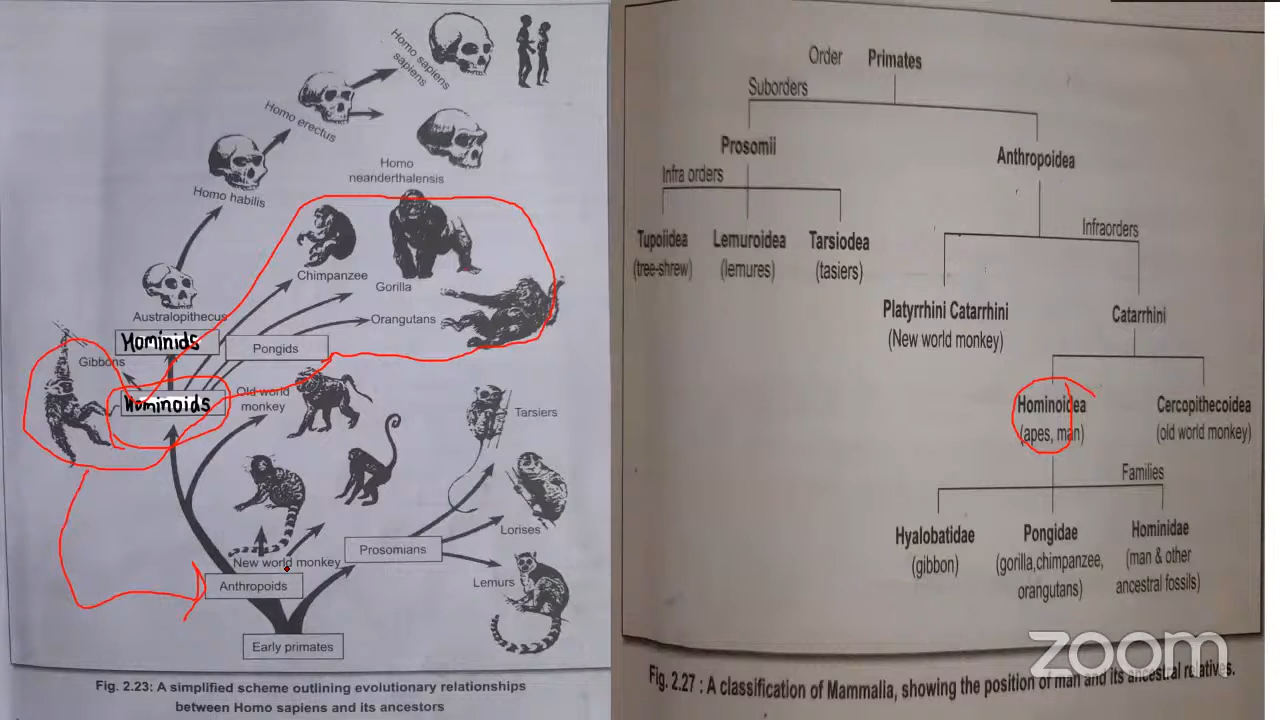 Homo sapiens
sapiens
Homo erectus
Homo
neanderthalensis
Homo habilis
Chimpanzee
Gorilla
Australopithecus
Orangutans
Hominids
Pongids
Gibbons
Hominoids
Old world
monkey
Tarsiers
Lorises
Prosomians
New world monkey
Anthropoids
Lemurs
Early primates
Fig. 2.23: A simplified scheme outlining evolutionary relationships
between Homo sapiens and its ancestors
Order Primates
Suborders
Prosomii
Anthropoidea
Infra orders
Infraorders
Tupoiidea Lemuroidea Tarsiodea
(tree-shrew) (lemures) (tasiers)
Platyrrhini Catarrhini
(New world monkey)
Catarrhini
Hominoidea
(apes, man)
Cercopithecoidea
(old world monkey)
Families
Hyalobatidae
(gibbon)
Pongidae
(gorilla,chimpanzee,
orangutans)
Hominidae
(man & other
ancestral fossils)
zoom
Fig. 2.27 : A classification of Mammalia, showing the position of man and its ancestral relatives.